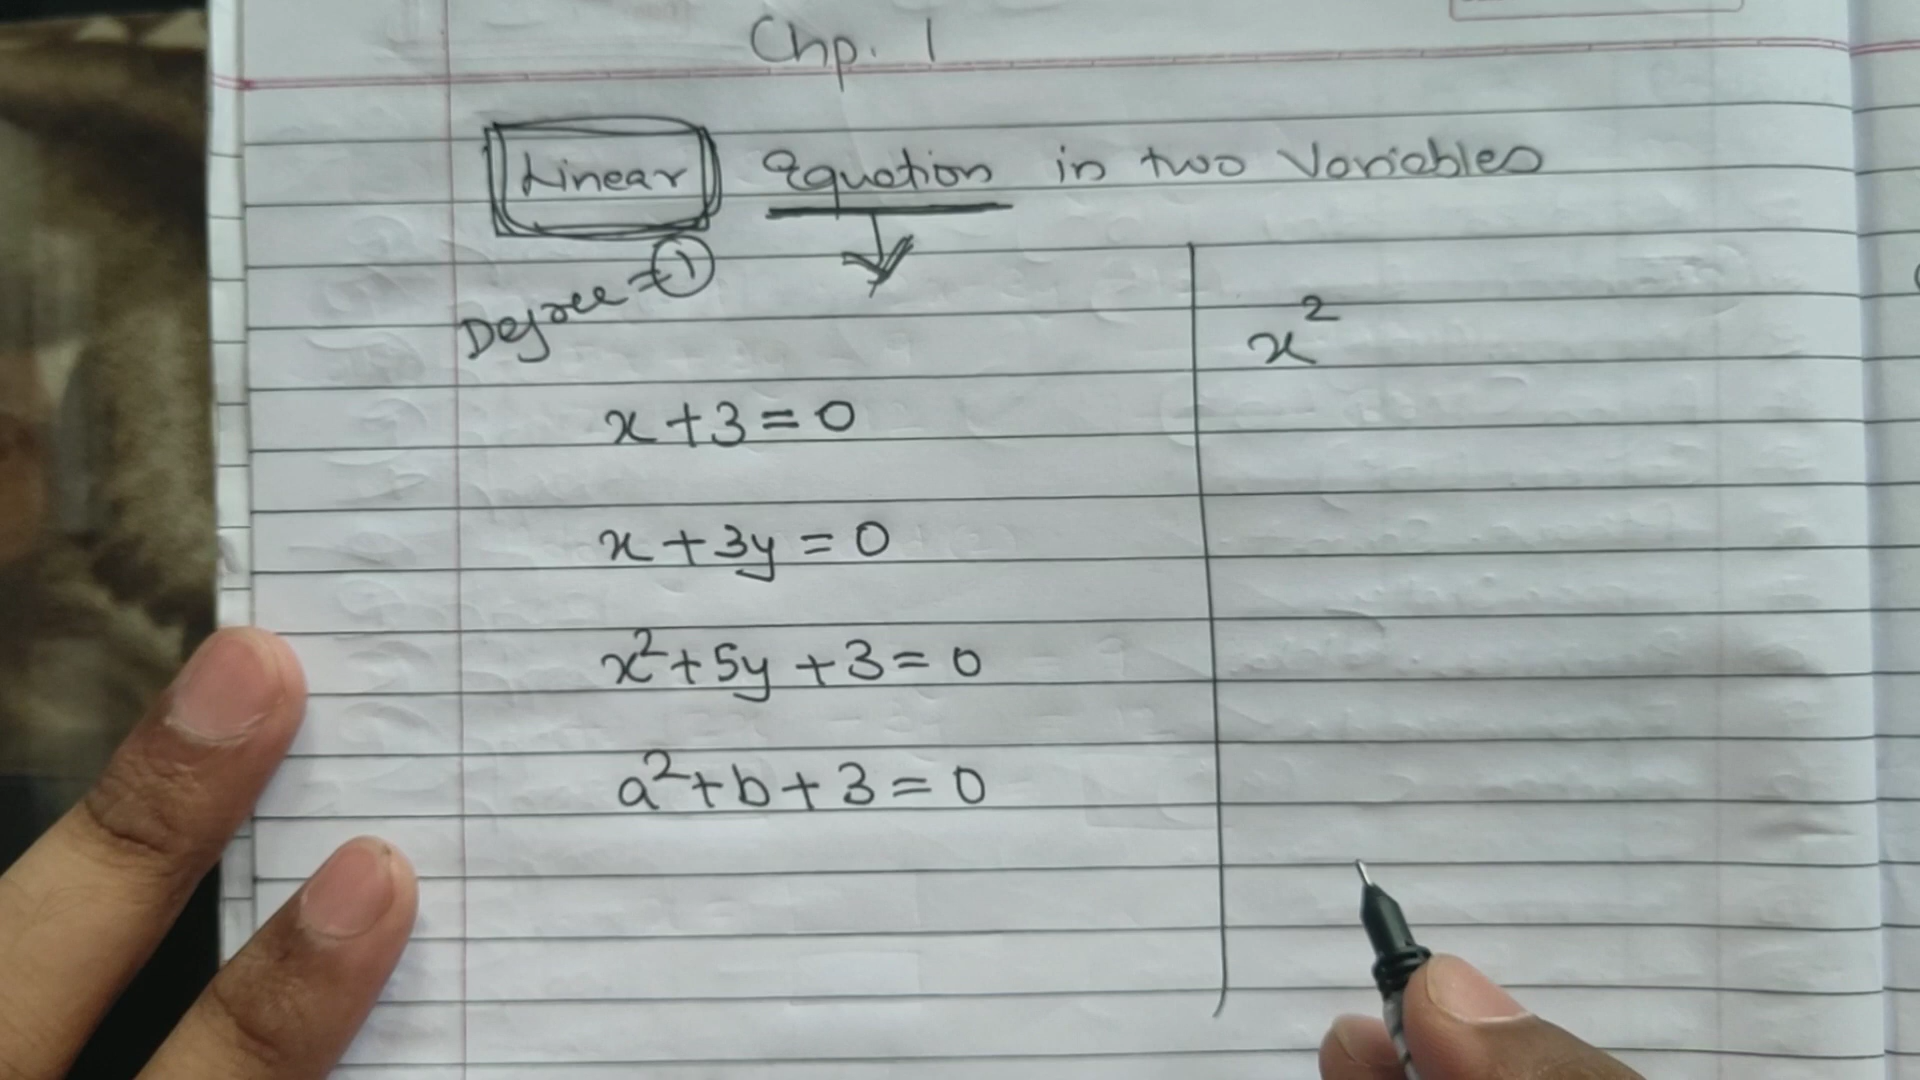 Chp. 1
Linear Equation in two Variables
Degree = 1
x + 3 = 0
x + 3y = 0
x² + 5y + 3 = 0
a² + b + 3 = 0
x²